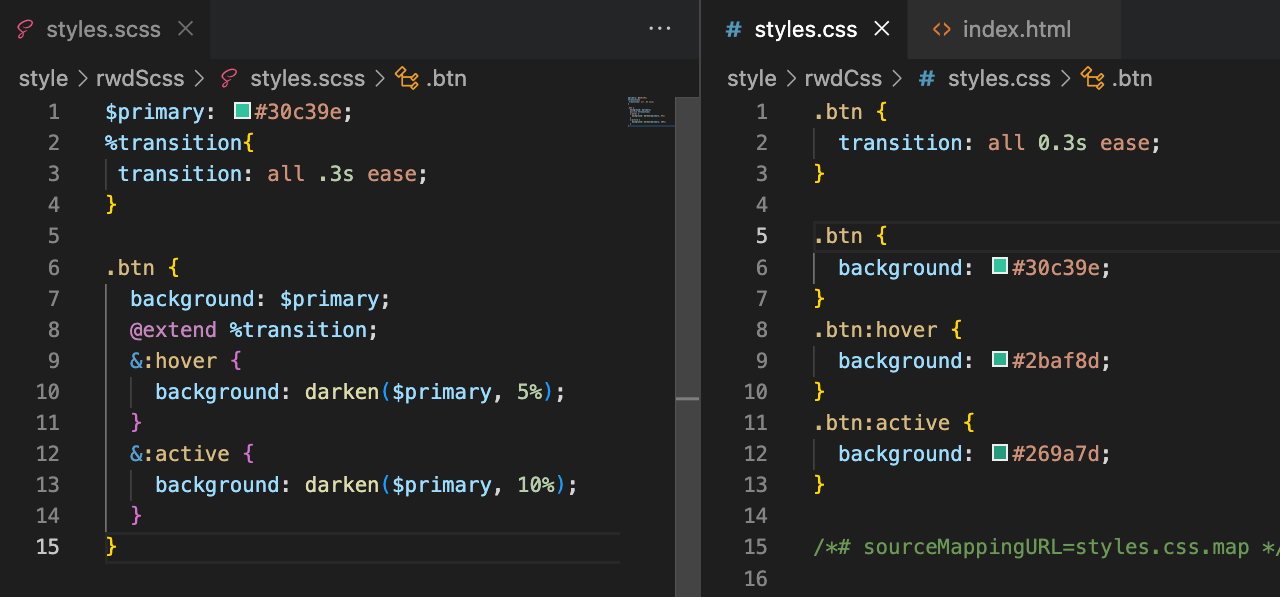 styles.scss
style > rwdScss > styles.scss > .btn
1 $primary: #30c39e;
2 %transition{
3 transition: all .3s ease;
4 }
5
6 .btn {
7 background: $primary;
8 @extend %transition;
9 &:hover {
10 background: darken($primary, 5%);
11 }
12 &:active {
13 background: darken($primary, 10%);
14 }
15 }
styles.css index.html
style > rwdCss > styles.css > .btn
1 .btn {
2 transition: all 0.3s ease;
3 }
4
5 .btn {
6 background: #30c39e;
7 }
8 .btn:hover {
9 background: #2baf8d;
10 }
11 .btn:active {
12 background: #269a7d;
13 }
14
15 /*# sourceMappingURL=styles.css.map */
16